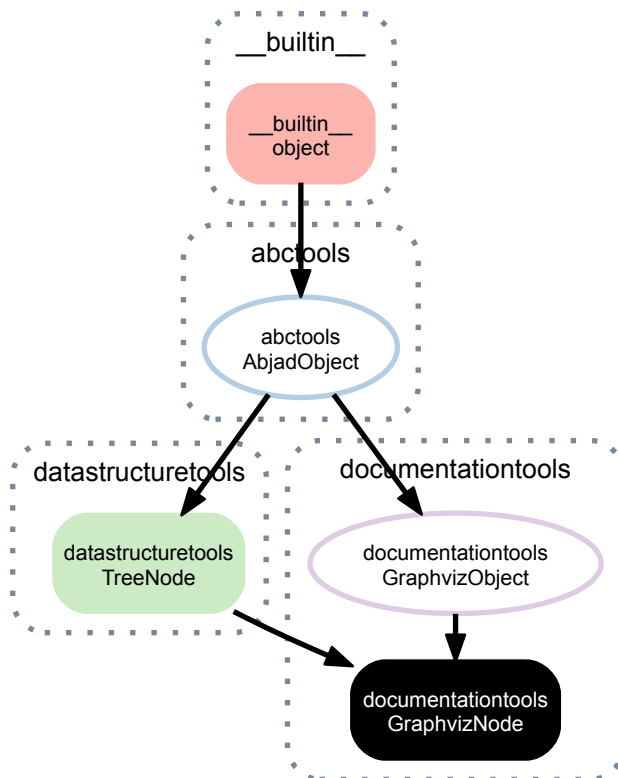 __builtin__
__builtin__
object
abctools
abctools
AbjadObject
datastructuretools
documentationtools
datastructuretools
TreeNode
documentationtools
GraphvizObject
documentationtools
GraphvizNode